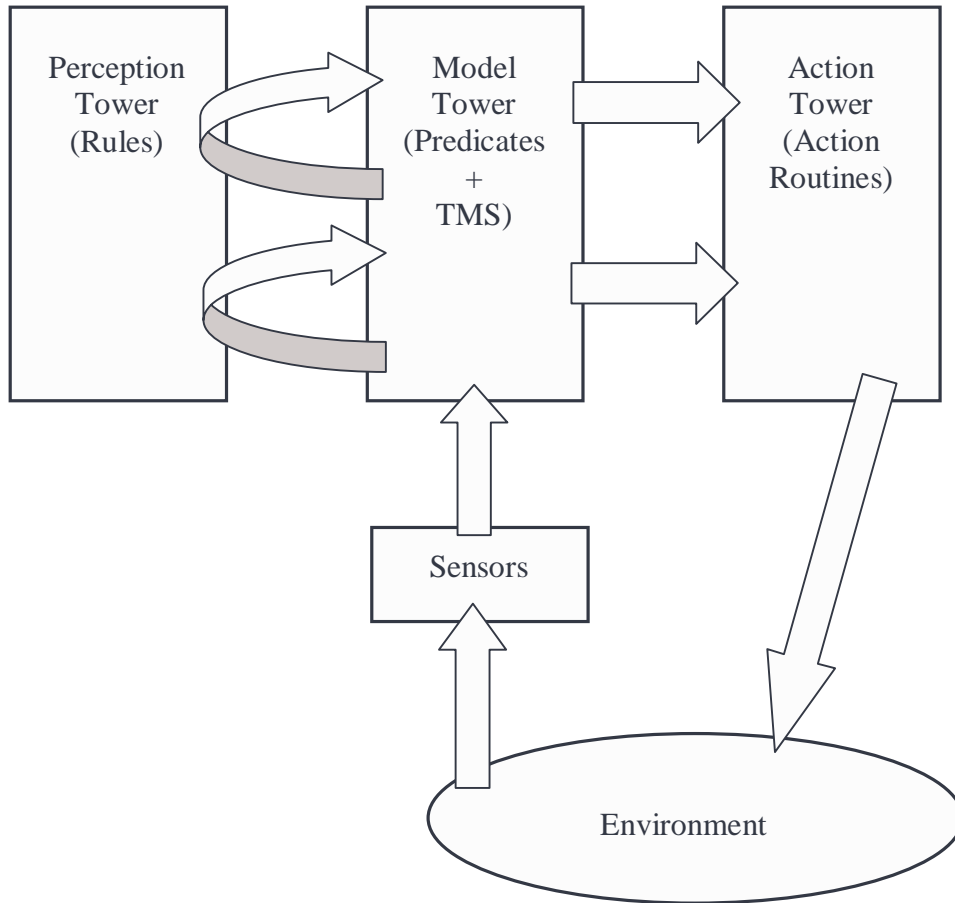 Perception
Tower
(Rules)
Model
Tower
(Predicates
+
TMS)
Action
Tower
(Action
Routines)
Sensors
Environment